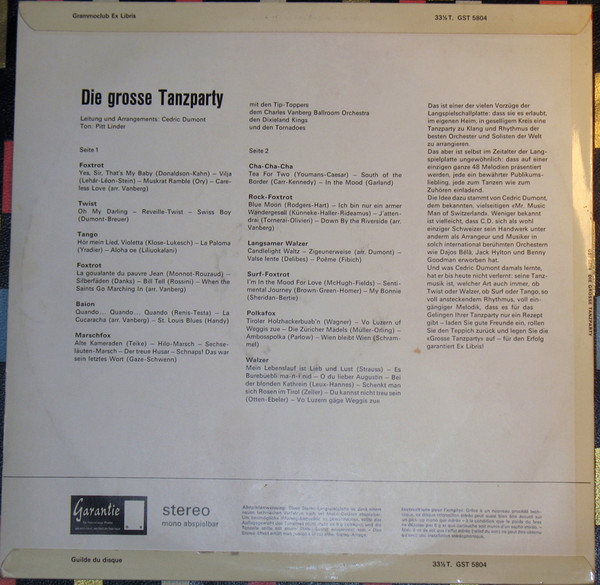 Grammoclub Ex Libris
33⅓ T. GST 5804
Die grosse Tanzparty
Leitung und Arrangements: Cedric Dumont
Ton: Pitt Linder
mit den Tip-Toppers
dem Charles Vanberg Ballroom Orchestra
den Dixieland Kings
und den Tornadoes
Seite 1
Foxtrot
Yes, Sir, That's My Baby (Donaldson-Kahn) – Vilja
(Lehár-Léon-Stein) – Muskrat Ramble (Ory) – Care-
less Love (arr. Vanberg)
Twist
Oh My Darling – Reveille-Twist – Swiss Boy
(Dumont-Breuer)
Tango
Hör mein Lied, Violetta (Klose-Lukesch) – La Paloma
(Yradier) – Aloha oe (Liliuokalani)
Foxtrot
La goualante du pauvre Jean (Monnot-Rouzaud) –
Silberfäden (Danks) – Bill Tell (Rossini) – When the
Saints Go Marching In (arr. Vanberg)
Baion
Quando... Quando... Quando (Renis-Testa) – La
Cucaracha (arr. Vanberg) – St. Louis Blues (Handy)
Marschfox
Alte Kameraden (Teike) – Hilo-Marsch – Sechse-
läuten-Marsch – Der treue Husar – Schnaps! Das war
sein letztes Wort (Gaze-Schwenn)
Seite 2
Cha-Cha-Cha
Tea For Two (Youmans-Caesar) – South of the
Border (Carr-Kennedy) – In the Mood (Garland)
Rock-Foxtrot
Blue Moon (Rodgers-Hart) – Ich bin nur ein armer
Wandergesell (Künneke-Haller-Rideamus) – J'atten-
drai (Tornerai-Olivieri) – Down By the Riverside (arr.
Vanberg)
Langsamer Walzer
Candlelight Waltz – Zigeunerweise (arr. Dumont) –
Valse lente (Delibes) – Poème (Fibich)
Surf-Foxtrot
I'm In the Mood For Love (McHugh-Fields) – Senti-
mental Journey (Brown-Green-Homer) – My Bonnie
(Sheridan-Bertie)
Polkafox
Tiroler Holzhackerbuab'n (Wagner) – Vo Luzern uf
Weggis zue – Die Züricher Mädels (Müller-Örling) –
Ambosspolka (Parlow) – Wien bleibt Wien (Schram-
mel)
Walzer
Mein Lebenslauf ist Lieb und Lust (Strauss) – Es
Burebüebli ma-n-i nid – O du lieber Augustin – Bei
der blonden Kathrein (Leux-Hannes) – Schenkt man
sich Rosen im Tirol (Zeller) – Du kannst nicht treu sein
(Otten-Ebeler) – Vo Luzern gäge Weggis zue
Das ist einer der vielen Vorzüge der
Langspielschallplatte: dass sie es erlaubt,
im eigenen Heim, in geselligem Kreis eine
Tanzparty zu Klang und Rhythmus der
besten Orchester und Solisten der Welt
zu arrangieren.
Das aber ist selbst im Zeitalter der Lang-
spielplatte ungewöhnlich: dass auf einer
einzigen ganze 48 Melodien präsentiert
werden, jede ein bewährter Publikums-
liebling, jede zum Tanzen wie zum
Zuhören einladend.
Die Idee dazu stammt von Cedric Dumont,
dem bekannten, vielseitigen «Mr. Music
Man of Switzerland». Weniger bekannt
ist vielleicht, dass C.D. sich als wohl
einziger Schweizer sein Handwerk unter
andern als Arrangeur und Musiker in
solch international berühmten Orchestern
wie Dajos Béla, Jack Hylton und Benny
Goodman erworben hat.
Und was Cedric Dumont damals lernte,
hat er bis heute nicht verlernt: seine Tanz-
musik ist, welcher Art auch immer, ob
Twist oder Walzer, ob Surf oder Tango, so
voll ansteckendem Rhythmus, voll ein-
gängiger Melodik, dass es für das
Gelingen Ihrer Tanzparty nur ein Rezept
gibt – laden Sie gute Freunde ein, rollen
Sie den Teppich zurück und legen Sie die
«Grosse Tanzparty» auf – für den Erfolg
garantiert Ex Libris!
GST 5804 DIE GROSSE TANZPARTY
Garantie
stereo
mono abspielbar
Guilde du disque
33⅓ T. GST 5804